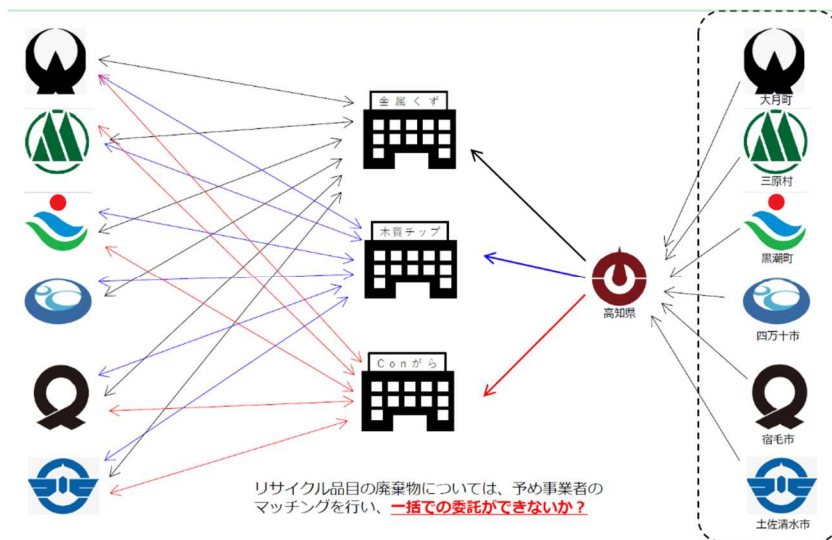 金属くず
大月町
三原村
木質チップ
黒潮町
高知県
四万十市
Conがら
宿毛市
リサイクル品目の廃棄物については、予め事業者の
マッチングを行い、一括での委託ができないか？
土佐清水市